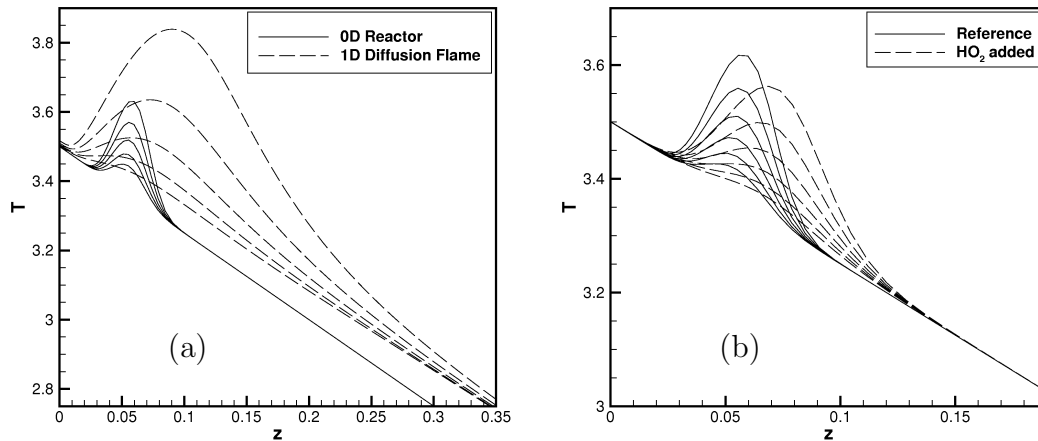 0D Reactor
1D Diffusion Flame
T
3.8
3.6
3.4
3.2
3
2.8
0
0.05
0.1
0.15
0.2
0.25
0.3
0.35
z
(a)
Reference
HO₂ added
T
3.6
3.4
3.2
3
0
0.05
0.1
0.15
z
(b)